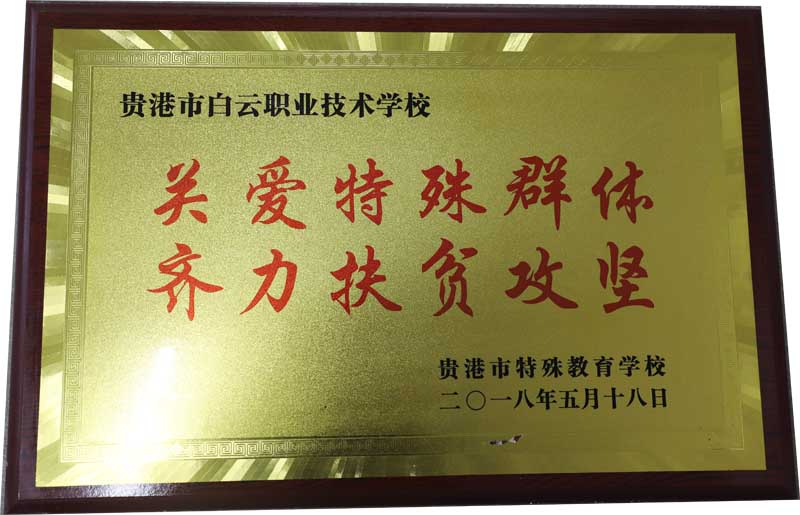 贵港市白云职业技术学校
关爱特殊群体
齐力扶贫攻坚
贵港市特殊教育学校
二〇一八年五月十八日